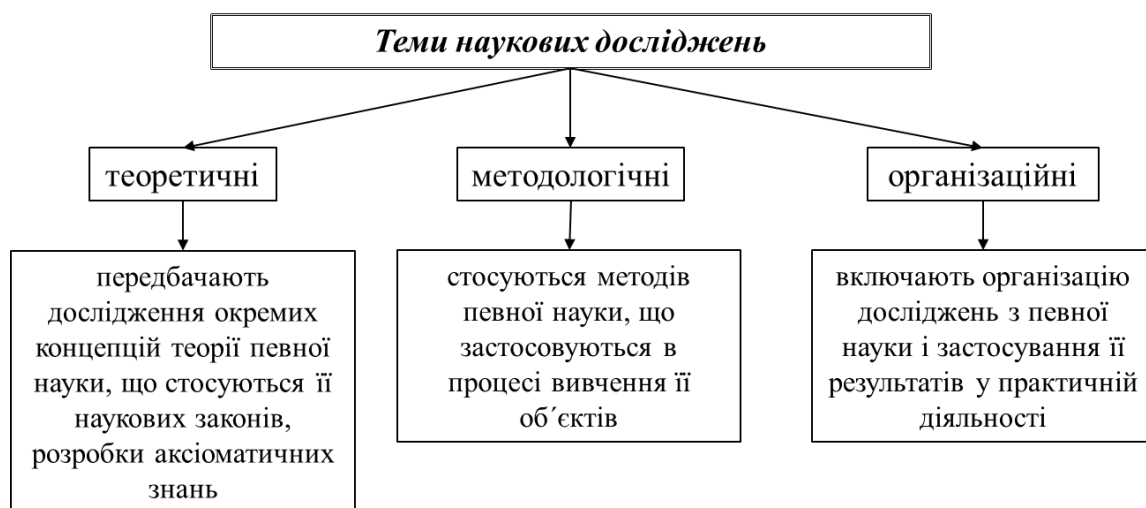 Теми наукових досліджень
теоретичні
методологічні
організаційні
передбачають
дослідження окремих
концепцій теорії певної
науки, що стосуються її
наукових законів,
розробки аксіоматичних
знань
стосуються методів
певної науки, що
застосовуються в
процесі вивчення її
об´єктів
включають організацію
досліджень з певної
науки і застосування її
результатів у практичній
діяльності